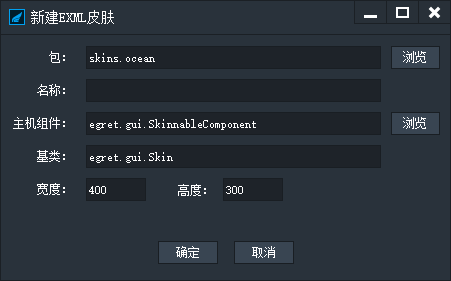 新建EXML皮肤
包: skins.ocean 浏览
名称:
主机组件: egret.gui.SkinnableComponent 浏览
基类: egret.gui.Skin
宽度: 400 高度: 300
确定 取消